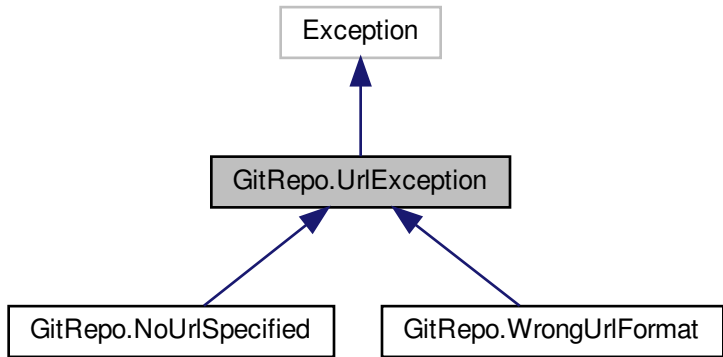 Exception
GitRepo.UrlException
GitRepo.NoUrlSpecified
GitRepo.WrongUrlFormat